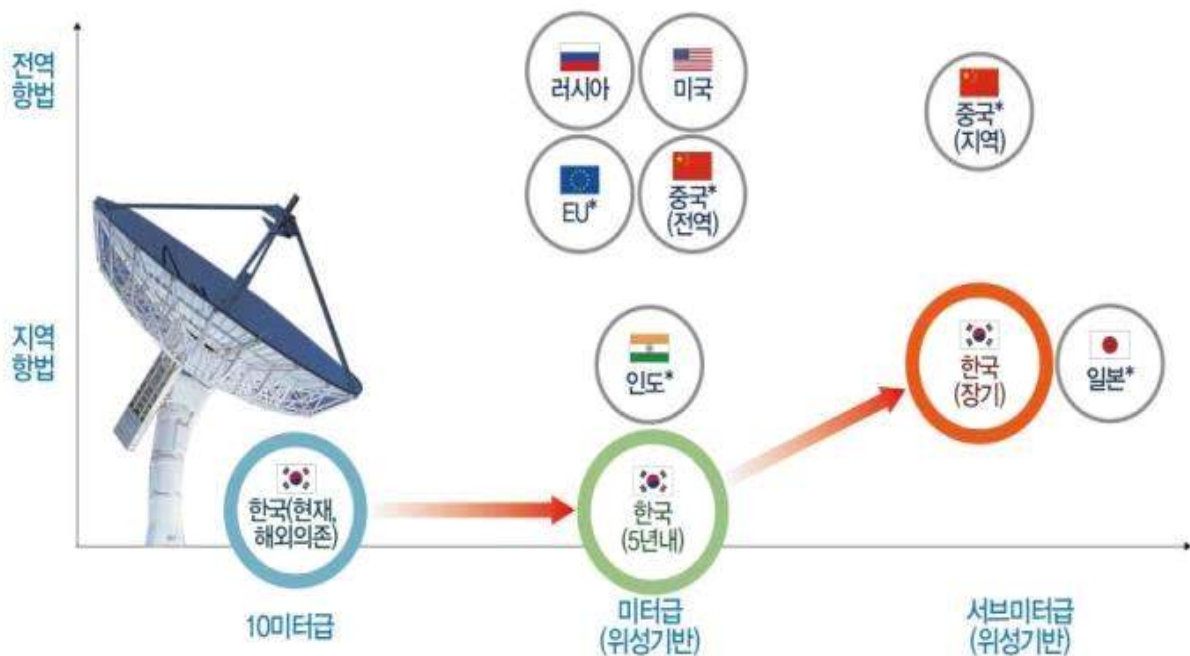 전역
항법
러시아
미국
중국*
(지역)
EU*
중국*
(전역)
지역
항법
인도*
한국
(장기)
일본*
한국(현재,
해외의존)
한국
(5년내)
10미터급
미터급
(위성기반)
서브미터급
(위성기반)